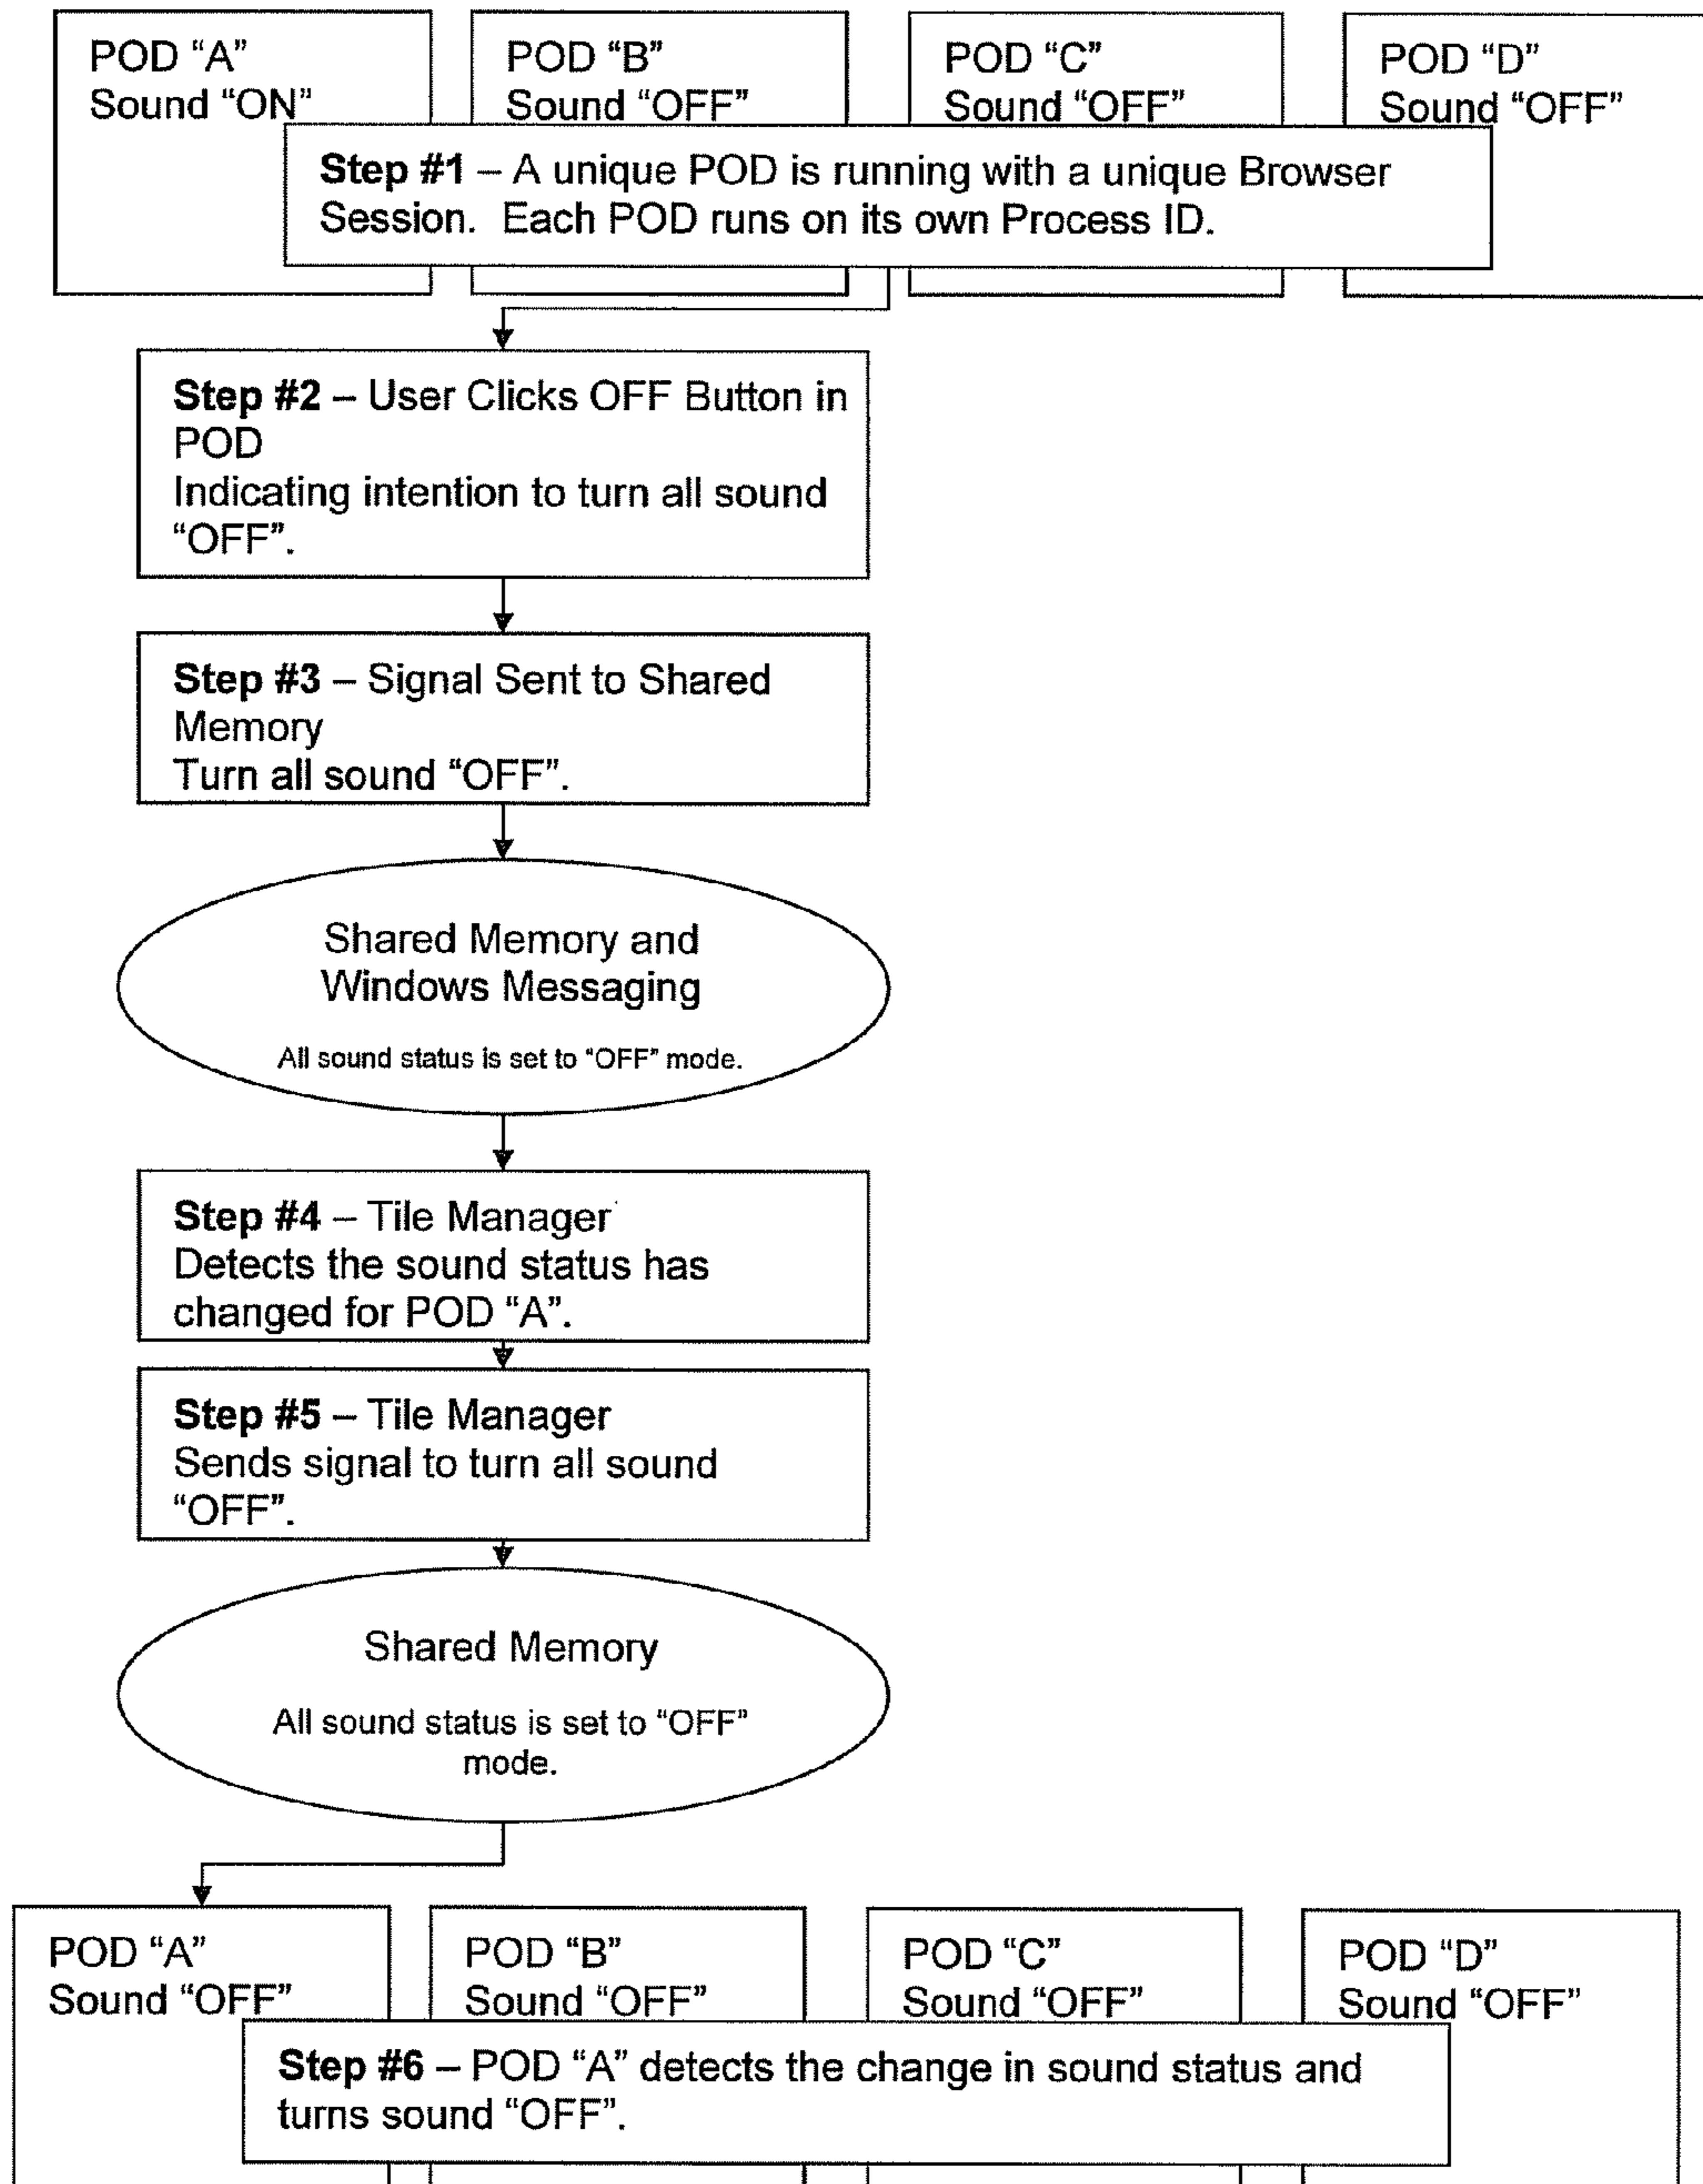 POD “A”
Sound “ON”
POD “B”
Sound “OFF”
POD “C”
Sound “OFF”
POD “D”
Sound “OFF”
Step #1 – A unique POD is running with a unique Browser
Session. Each POD runs on its own Process ID.
Step #2 – User Clicks OFF Button in
POD
Indicating intention to turn all sound
“OFF”.
Step #3 – Signal Sent to Shared
Memory
Turn all sound “OFF”.
Shared Memory and
Windows Messaging
All sound status is set to “OFF” mode.
Step #4 – Tile Manager
Detects the sound status has
changed for POD “A”.
Step #5 – Tile Manager
Sends signal to turn all sound
“OFF”.
Shared Memory
All sound status is set to “OFF”
mode.
POD “A”
Sound “OFF”
POD “B”
Sound “OFF”
POD “C”
Sound “OFF”
POD “D”
Sound “OFF”
Step #6 – POD “A” detects the change in sound status and
turns sound “OFF”.